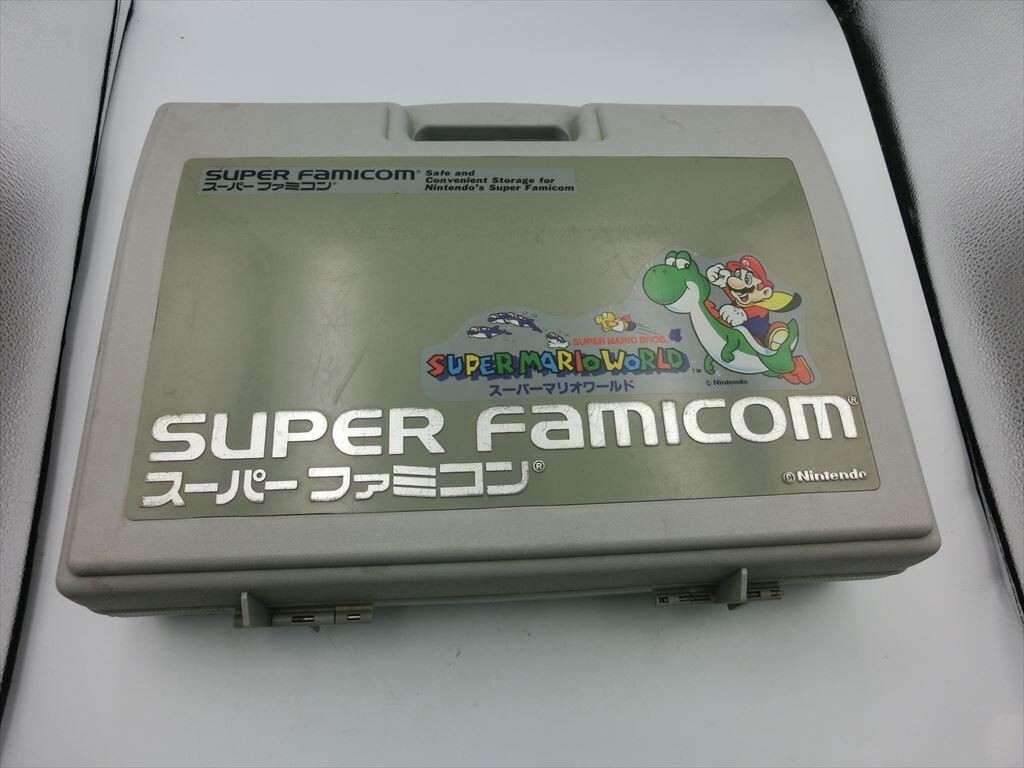 SUPER FAMICOM®
スーパーファミコン®
Safe and
Convenient Storage for
Nintendo's Super Famicom
SUPER MARIO BROS. 4
SUPER MARIO WORLD™
スーパーマリオワールド
© Nintendo
SUPER FAMICOM®
スーパーファミコン®
© Nintendo